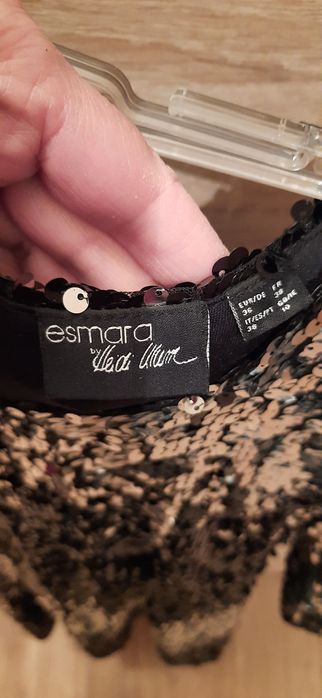 esmara
by Heidi Klum
EUR/DE FR
36 38
IT/ES/PT GB/IE
38 10